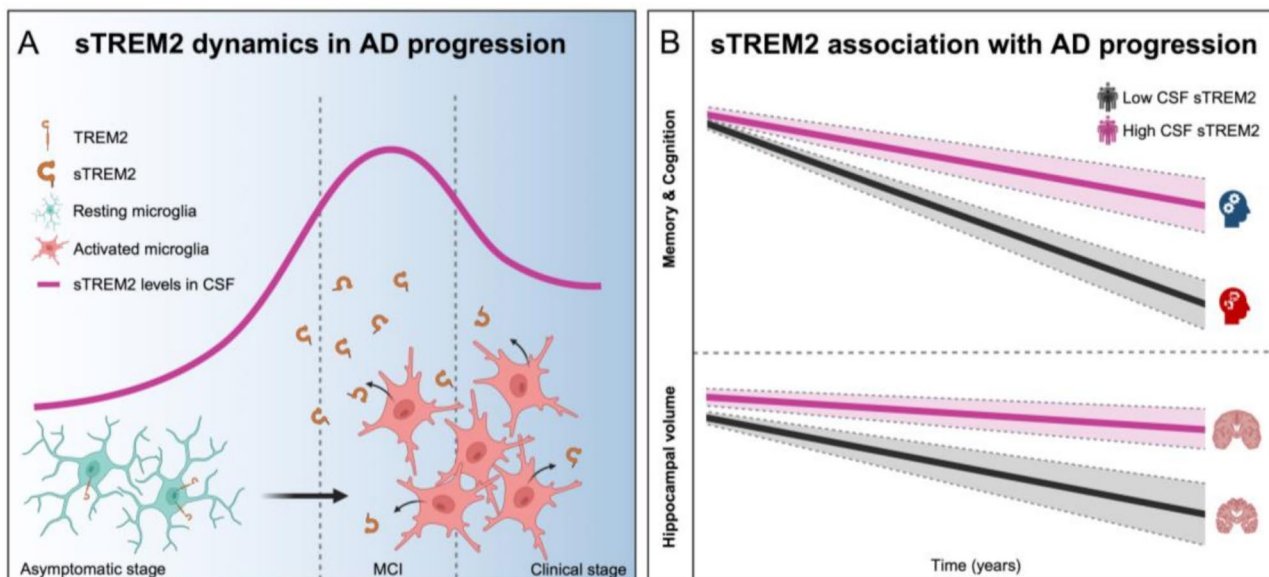 A
sTREM2 dynamics in AD progression
TREM2
sTREM2
Resting microglia
Activated microglia
sTREM2 levels in CSF
Asymptomatic stage
MCI
Clinical stage
B
sTREM2 association with AD progression
Low CSF sTREM2
High CSF sTREM2
Memory & Cognition
Hippocampal volume
Time (years)